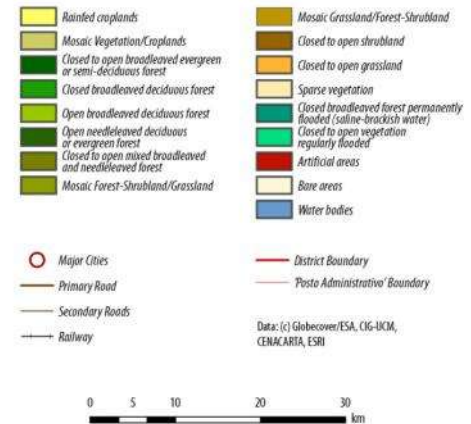 Rainfed croplands
Mosaic Vegetation/Croplands
Closed to open broadleaved evergreen
or semi-deciduous forest
Closed broadleaved deciduous forest
Open broadleaved deciduous forest
Open needleleaved deciduous
or evergreen forest
Closed to open mixed broadleaved
and needleleaved forest
Mosaic Forest-Shrubland/Grassland
Mosaic Grassland/Forest-Shrubland
Closed to open shrubland
Closed to open grassland
Sparse vegetation
Closed broadleaved forest permanently
flooded (saline-brackish water)
Closed to open vegetation
regularly flooded
Artificial areas
Bare areas
Water bodies
Major Cities
Primary Road
Secondary Roads
Railway
District Boundary
'Posto Administrativo' Boundary
Data: (c) Globecover/ESA, CIG-UCM,
CENACARTA, ESRI
0 5 10 20 30
km